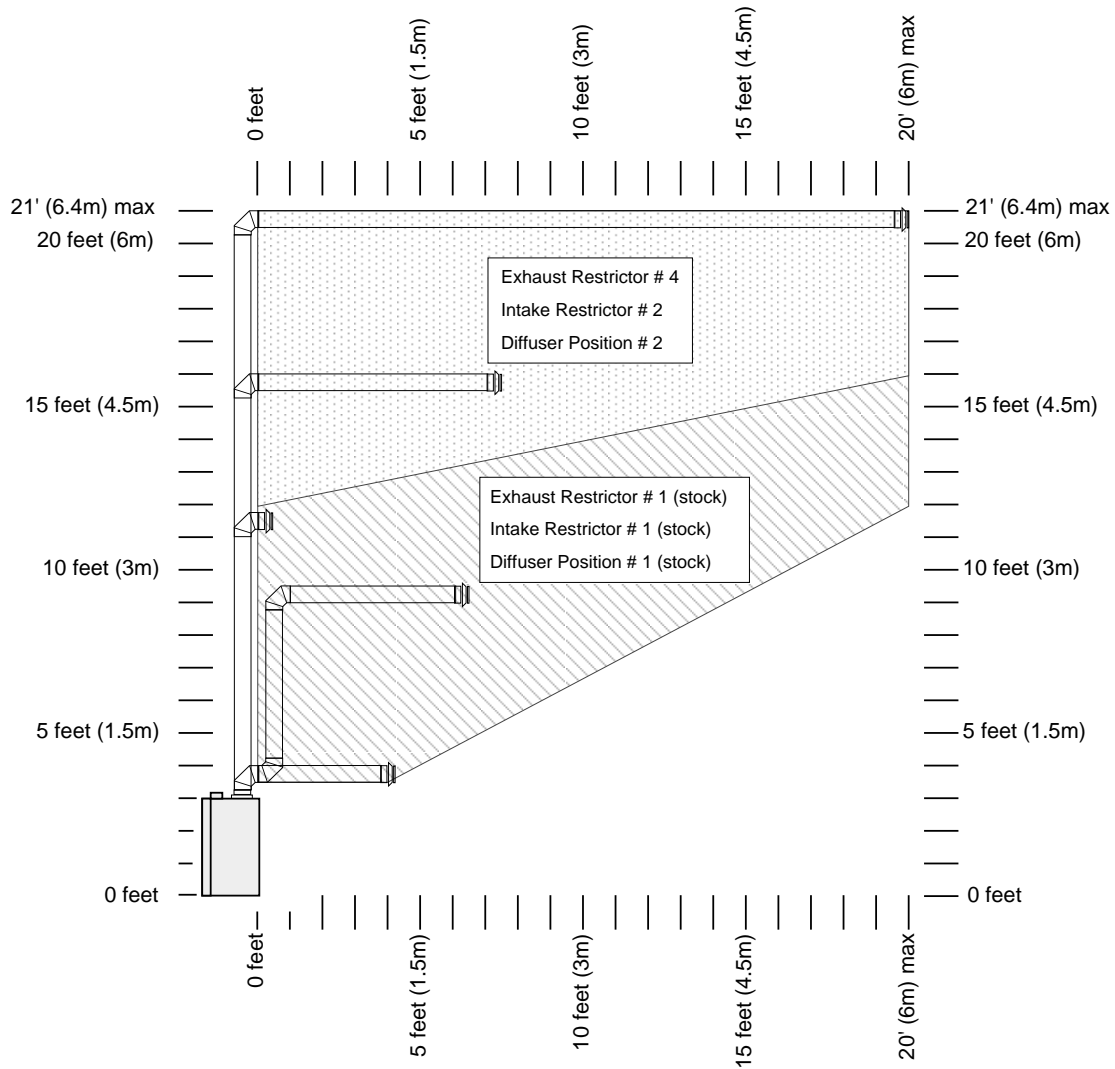 0 feet
5 feet (1.5m)
10 feet (3m)
15 feet (4.5m)
20' (6m) max
21' (6.4m) max
21' (6.4m) max
20 feet (6m)
20 feet (6m)
Exhaust Restrictor # 4
Intake Restrictor # 2
Diffuser Position # 2
15 feet (4.5m)
15 feet (4.5m)
Exhaust Restrictor # 1 (stock)
Intake Restrictor # 1 (stock)
Diffuser Position # 1 (stock)
10 feet (3m)
10 feet (3m)
5 feet (1.5m)
5 feet (1.5m)
0 feet
0 feet
0 feet
5 feet (1.5m)
10 feet (3m)
15 feet (4.5m)
20' (6m) max